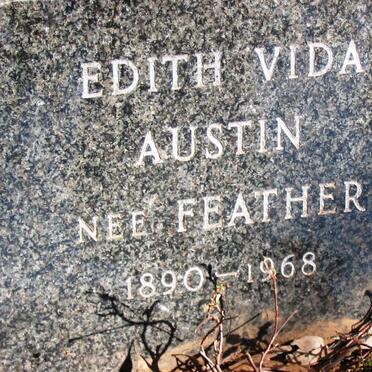 EDITH VIDA
AUSTIN
NEE FEATHER
1890 - 1968